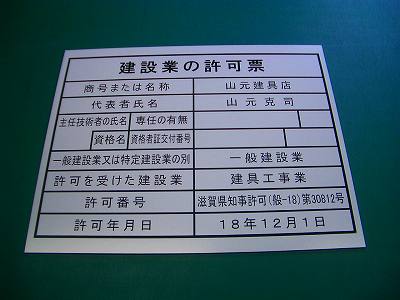 建設業の許可票
商号または名称 山元建具店
代表者氏名 山元克司
主任技術者の氏名 専任の有無
資格名 資格者証交付番号
一般建設業又は特定建設業の別 一般建設業
許可を受けた建設業 建具工事業
許可番号 滋賀県知事許可(般-18)第30812号
許可年月日 18年12月1日